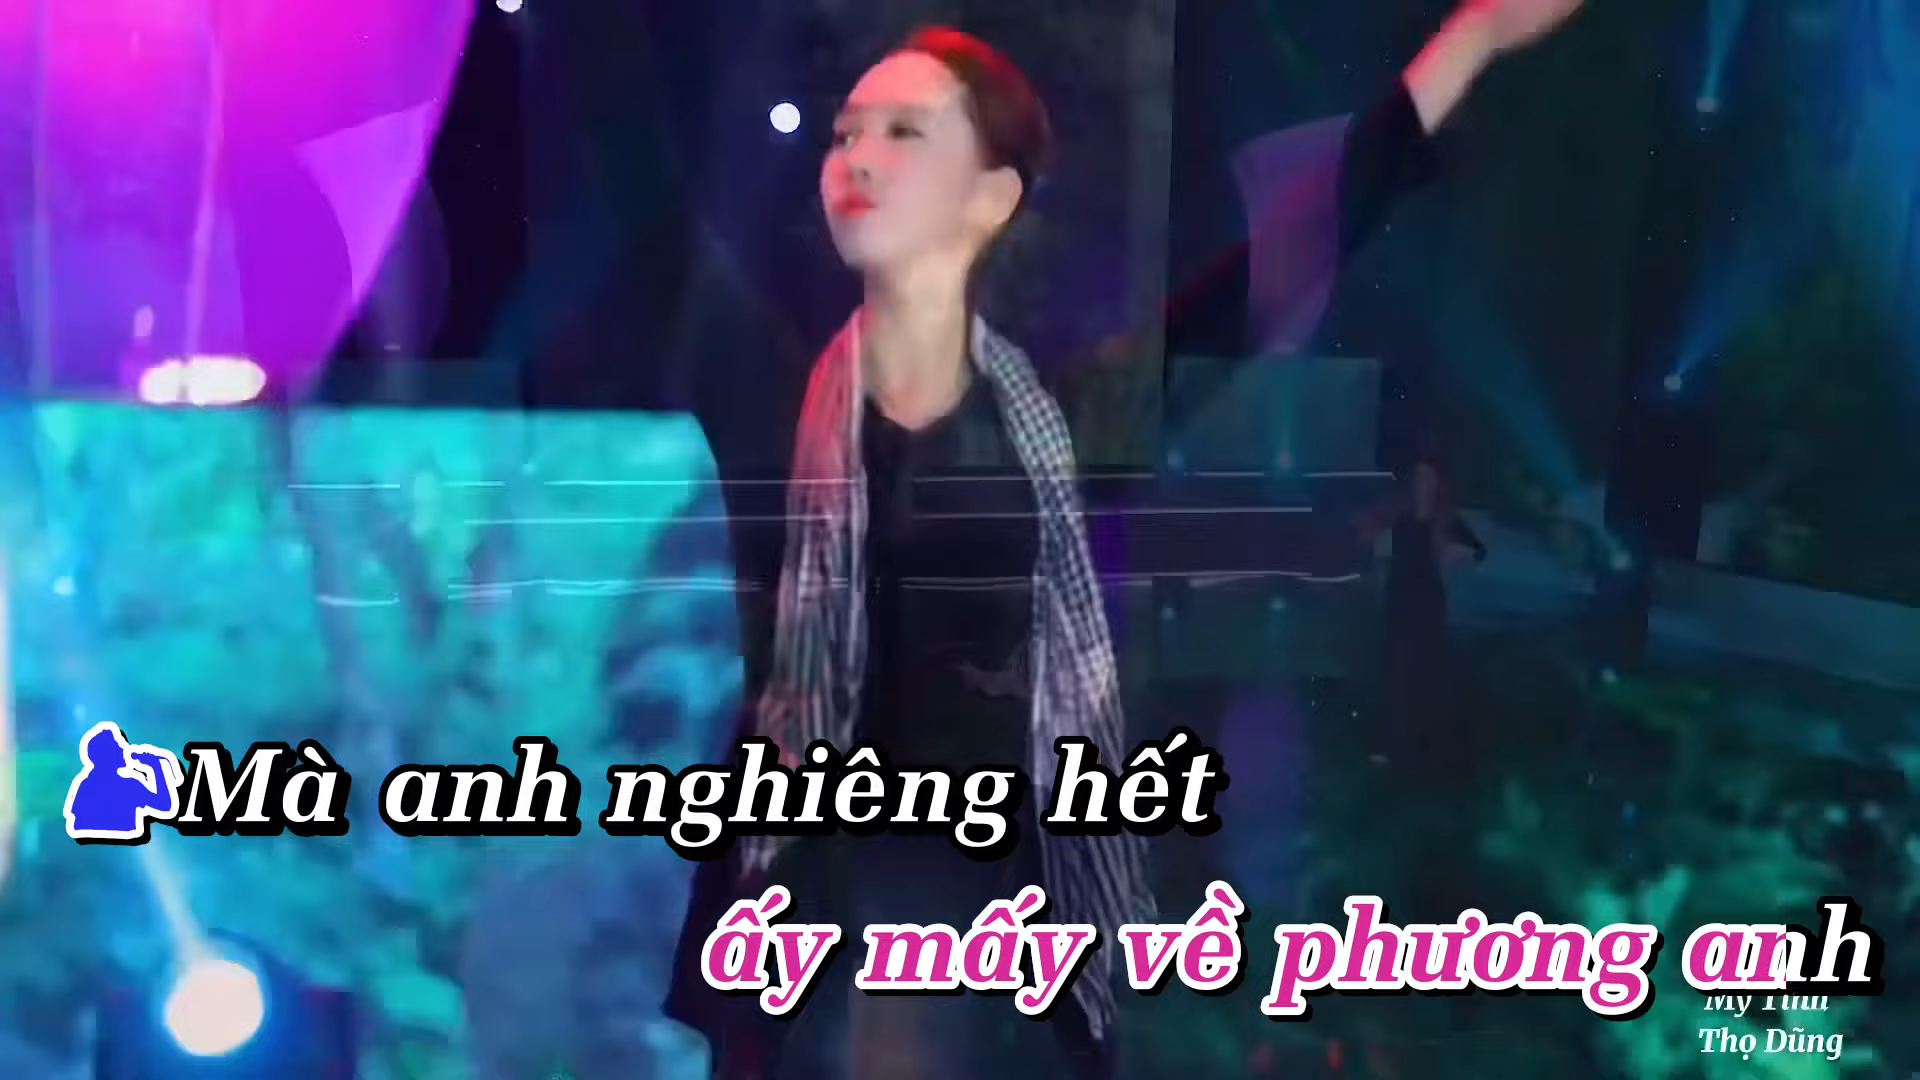 Mà anh nghiêng hết
ấy mấy về phương anh
Thọ Dũng